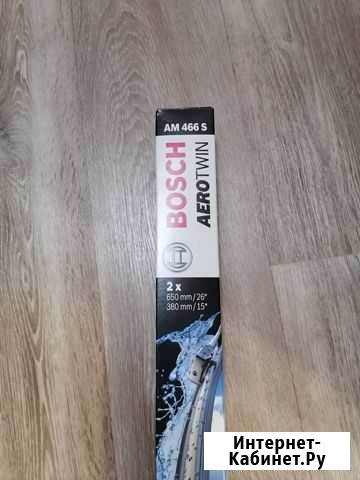 AM 466 S
BOSCH
AEROTWIN
2 x
650 mm / 26"
380 mm / 15"
Интернет-
Кабинет.Ру